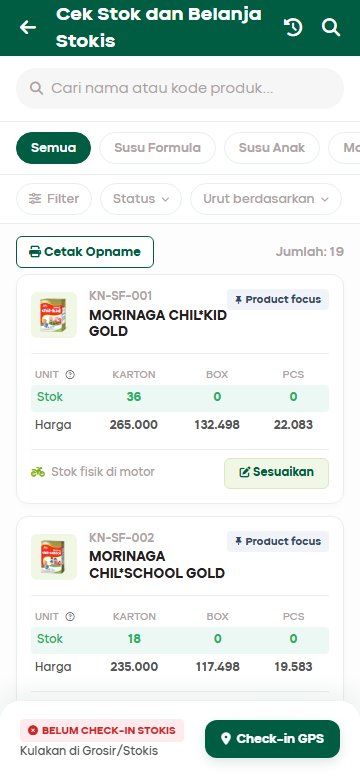 Cek Stok dan Belanja
Stokis
Cari nama atau kode produk...
Semua
Susu Formula
Susu Anak
Mo
Filter
Status
Urut berdasarkan
Cetak Opname
Jumlah: 19
KN-SF-001
Product focus
MORINAGA CHIL*KID
GOLD
UNIT KARTON BOX PCS
Stok 36 0 0
Harga 265.000 132.498 22.083
Stok fisik di motor
Sesuaikan
KN-SF-002
Product focus
MORINAGA
CHIL*SCHOOL GOLD
UNIT KARTON BOX PCS
Stok 18 0 0
Harga 235.000 117.498 19.583
BELUM CHECK-IN STOKIS
Kulakan di Grosir/Stokis
Check-in GPS